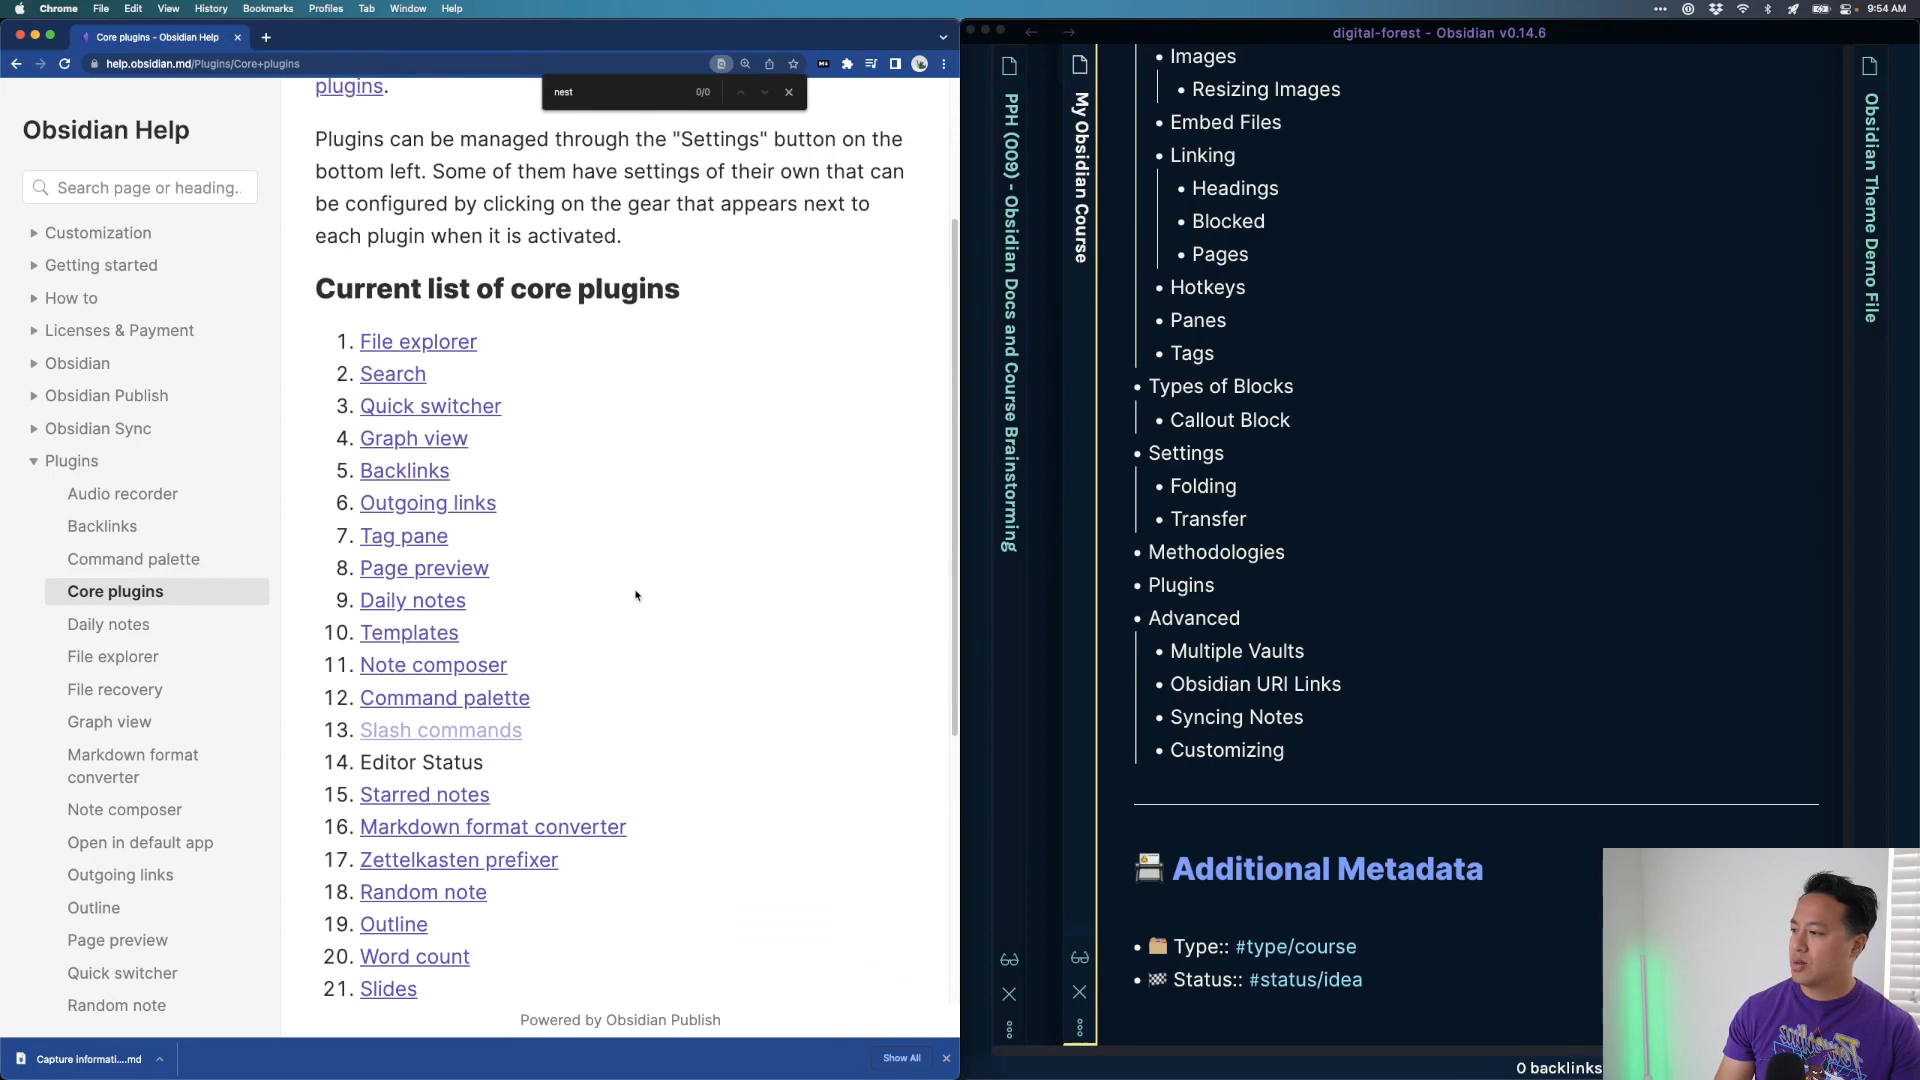 Chrome File Edit View History Bookmarks Profiles Tab Window Help
9:54 AM
Core plugins - Obsidian Help
help.obsidian.md/Plugins/Core+plugins
nest 0/0
Obsidian Help
Search page or heading..
Customization
Getting started
How to
Licenses & Payment
Obsidian
Obsidian Publish
Obsidian Sync
Plugins
Audio recorder
Backlinks
Command palette
Core plugins
Daily notes
File explorer
File recovery
Graph view
Markdown format
converter
Note composer
Open in default app
Outgoing links
Outline
Page preview
Quick switcher
Random note
plugins.
Plugins can be managed through the "Settings" button on the
bottom left. Some of them have settings of their own that can
be configured by clicking on the gear that appears next to
each plugin when it is activated.
Current list of core plugins
1. File explorer
2. Search
3. Quick switcher
4. Graph view
5. Backlinks
6. Outgoing links
7. Tag pane
8. Page preview
9. Daily notes
10. Templates
11. Note composer
12. Command palette
13. Slash commands
14. Editor Status
15. Starred notes
16. Markdown format converter
17. Zettelkasten prefixer
18. Random note
19. Outline
20. Word count
21. Slides
Powered by Obsidian Publish
Capture informati....md
Show All
digital-forest - Obsidian v0.14.6
PPH (009) - Obsidian Docs and Course Brainstorming
My Obsidian Course
• Images
• Resizing Images
• Embed Files
• Linking
• Headings
• Blocked
• Pages
• Hotkeys
• Panes
• Tags
• Types of Blocks
• Callout Block
• Settings
• Folding
• Transfer
• Methodologies
• Plugins
• Advanced
• Multiple Vaults
• Obsidian URI Links
• Syncing Notes
• Customizing
Additional Metadata
• Type:: #type/course
• Status:: #status/idea
Obsidian Theme Demo File
0 backlinks